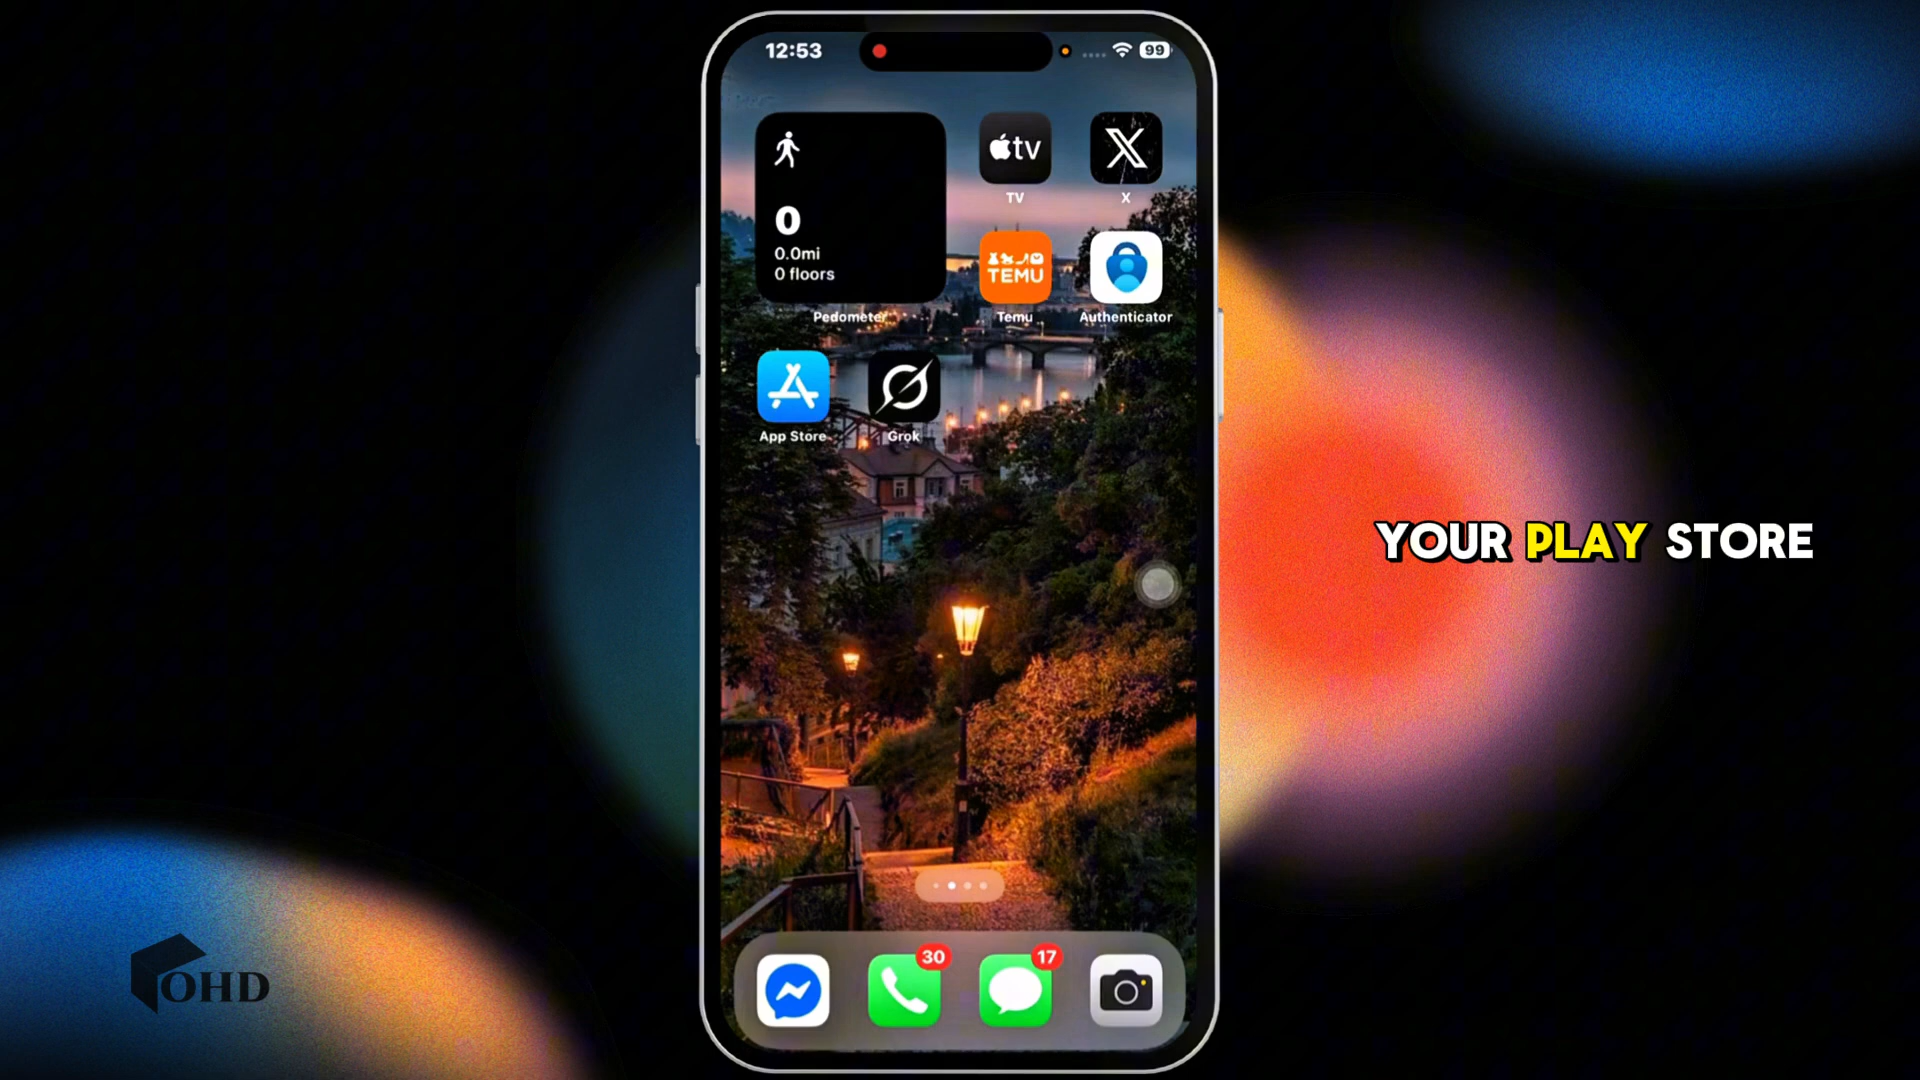 12:53
99
tv
TV
X
0
0.0mi
0 floors
Pedometer
TEMU
Temu
Authenticator
App Store
Grok
YOUR PLAY STORE
30
17
OHD